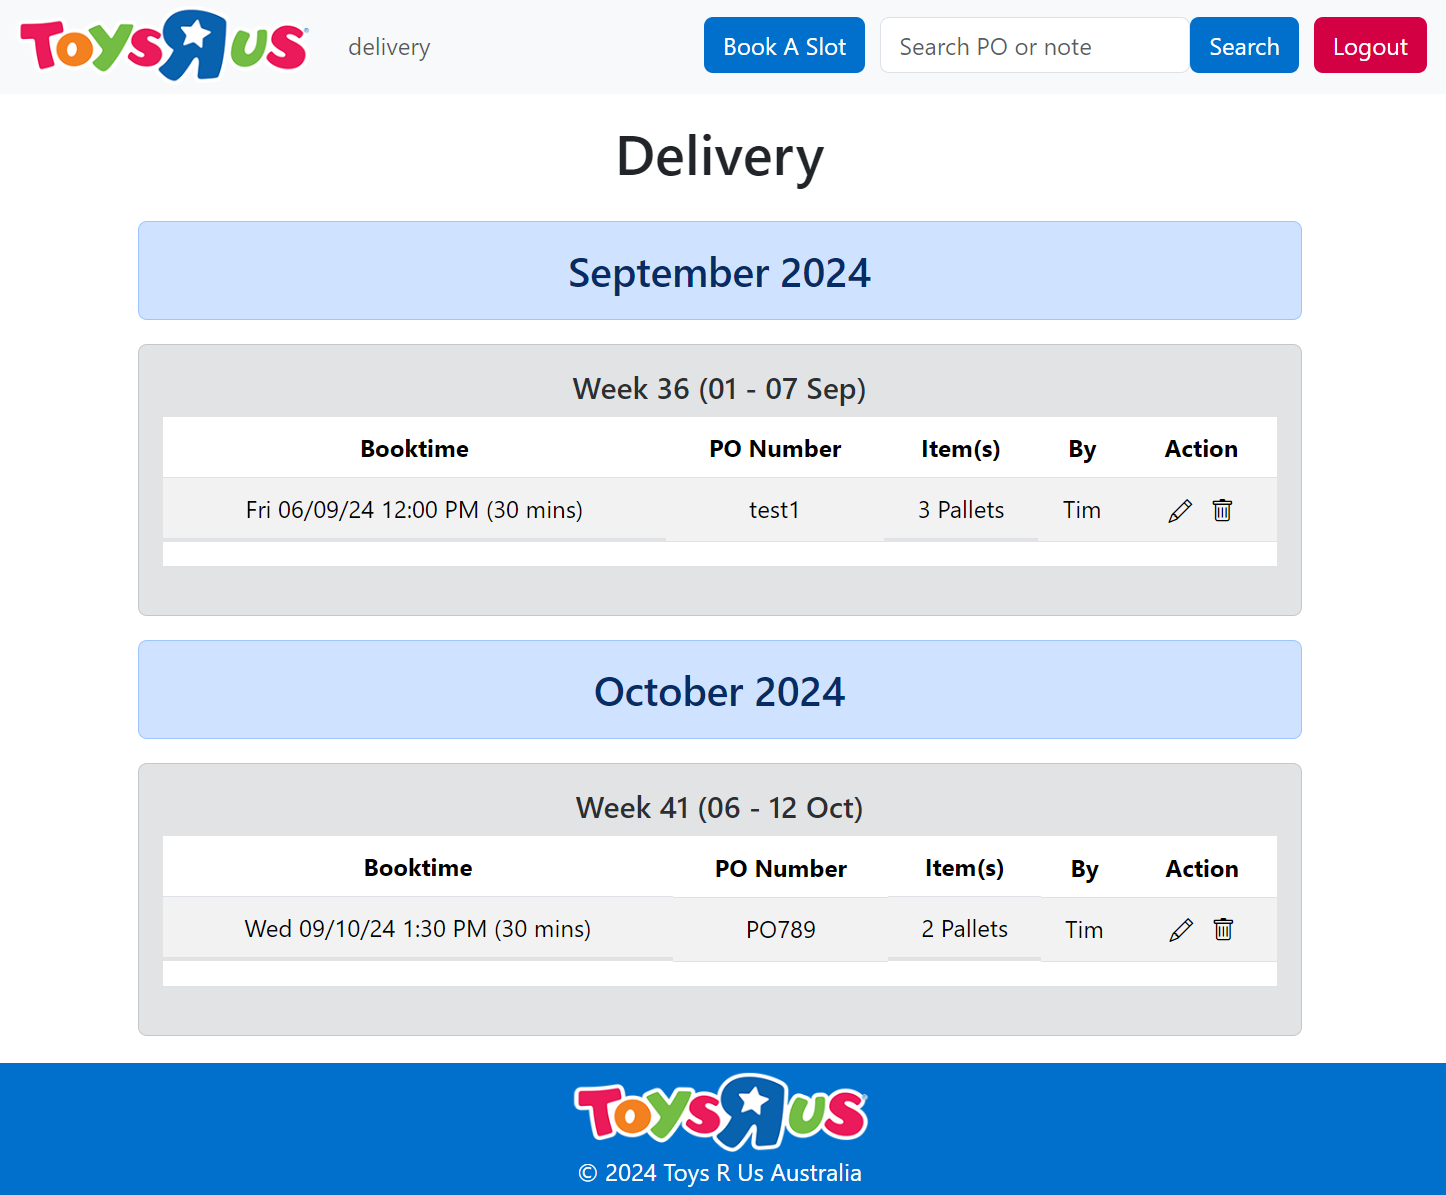 ToysRus delivery Book A Slot Search PO or note Search Logout
Delivery
September 2024
Week 36 (01 - 07 Sep)
Booktime PO Number Item(s) By Action
Fri 06/09/24 12:00 PM (30 mins) test1 3 Pallets Tim
October 2024
Week 41 (06 - 12 Oct)
Booktime PO Number Item(s) By Action
Wed 09/10/24 1:30 PM (30 mins) PO789 2 Pallets Tim
ToysRus
© 2024 Toys R Us Australia